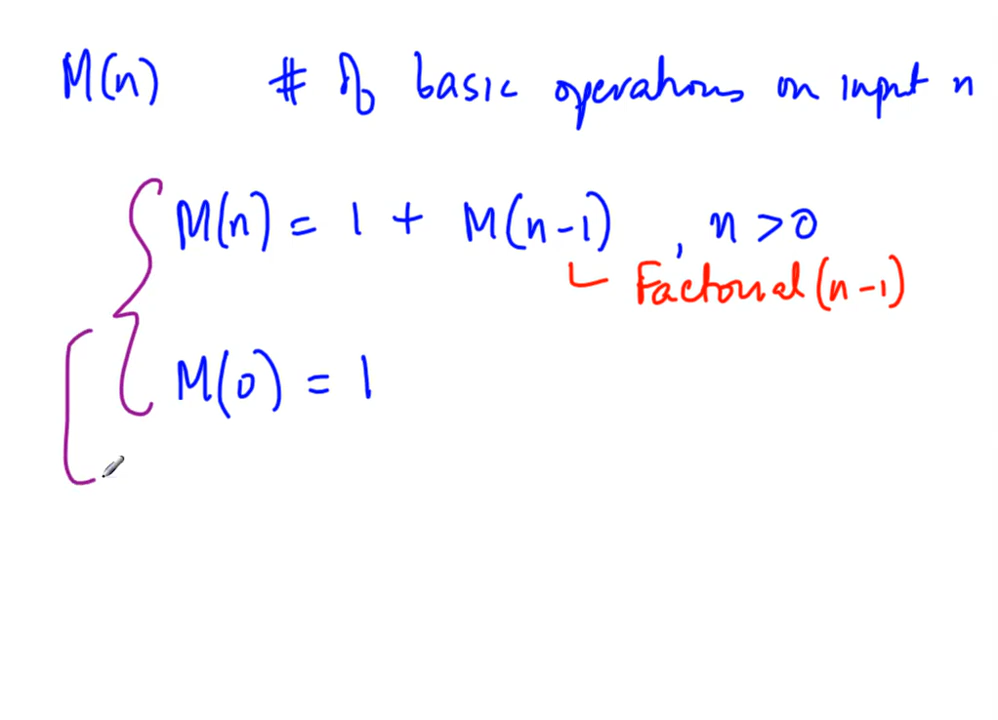 M(n) # of basic operations on input n
M(n) = 1 + M(n-1) , n > 0
Factorial (n-1)
M(0) = 1